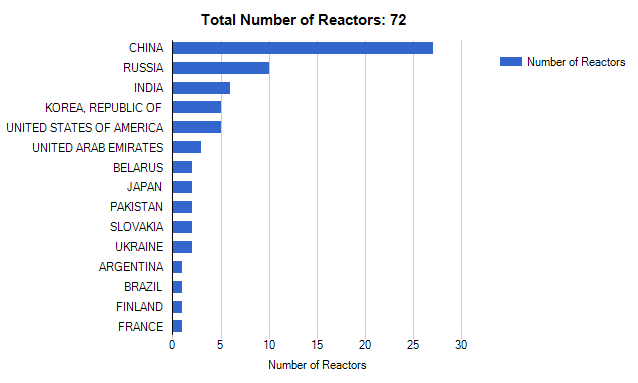 Total Number of Reactors: 72
CHINA
RUSSIA
INDIA
KOREA, REPUBLIC OF
UNITED STATES OF AMERICA
UNITED ARAB EMIRATES
BELARUS
JAPAN
PAKISTAN
SLOVAKIA
UKRAINE
ARGENTINA
BRAZIL
FINLAND
FRANCE
0 5 10 15 20 25 30
Number of Reactors
Number of Reactors